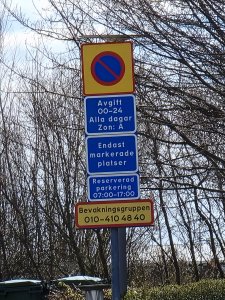 Avgift
00-24
Alla dagar
Zon: A
Endast
markerade
platser
Reserverad
parkering
07:00-17:00
Bevakningsgruppen
010-410 48 40